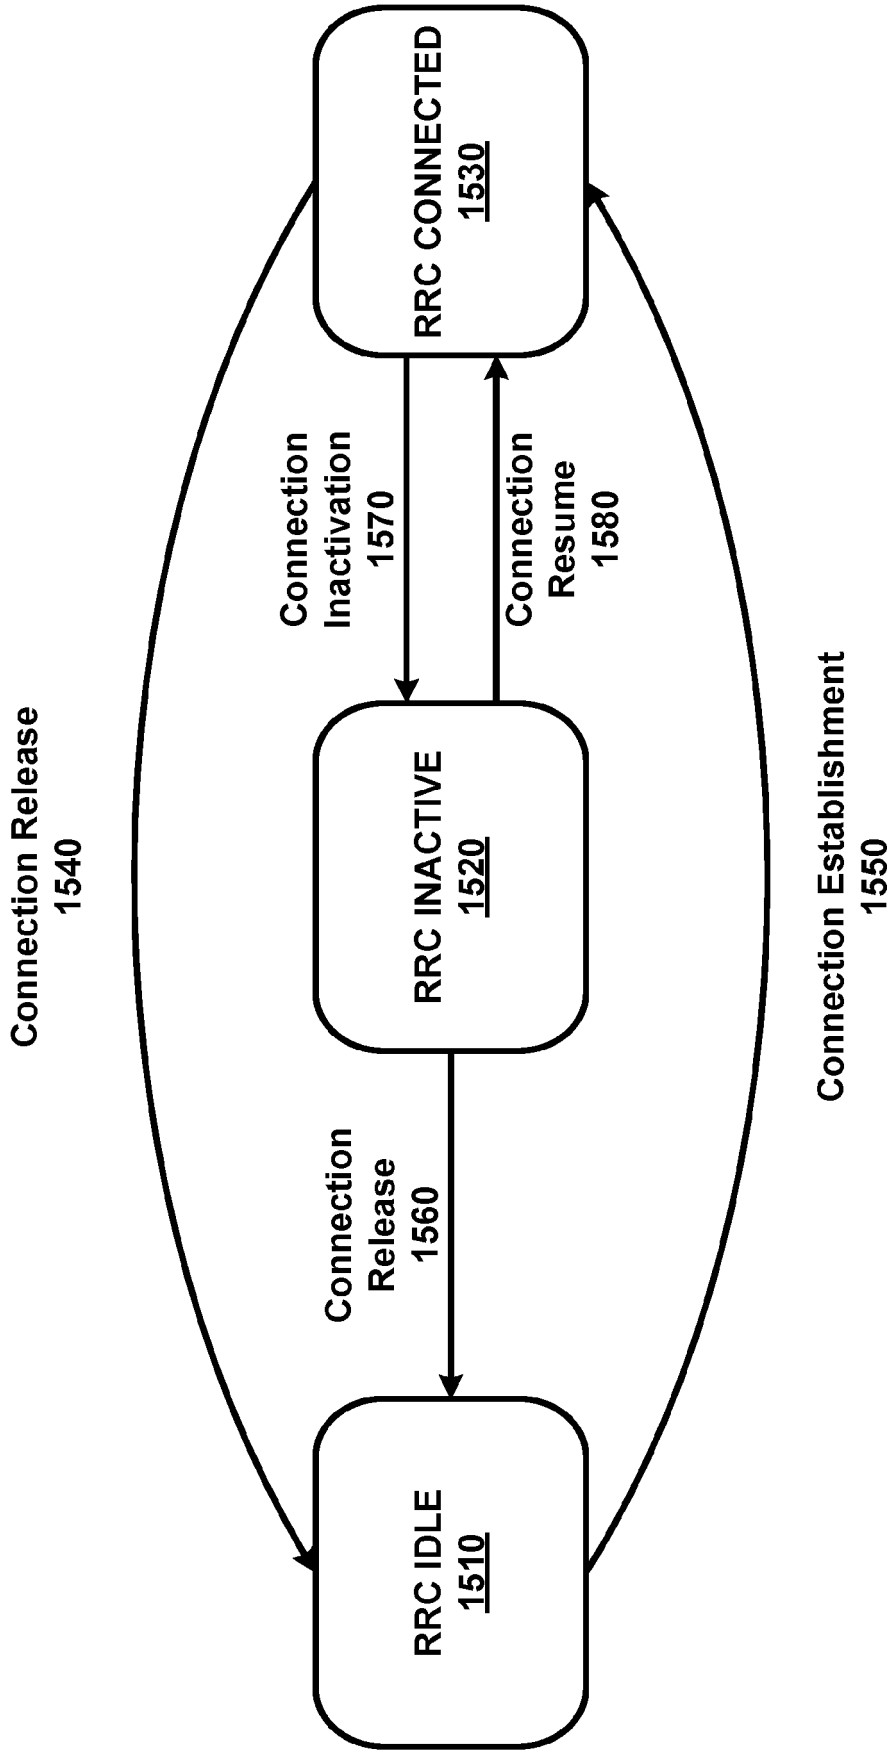 Connection Release
1540
RRC IDLE
1510
Connection
Release
1560
RRC INACTIVE
1520
Connection
Inactivation
1570
Connection
Resume
1580
RRC CONNECTED
1530
Connection Establishment
1550